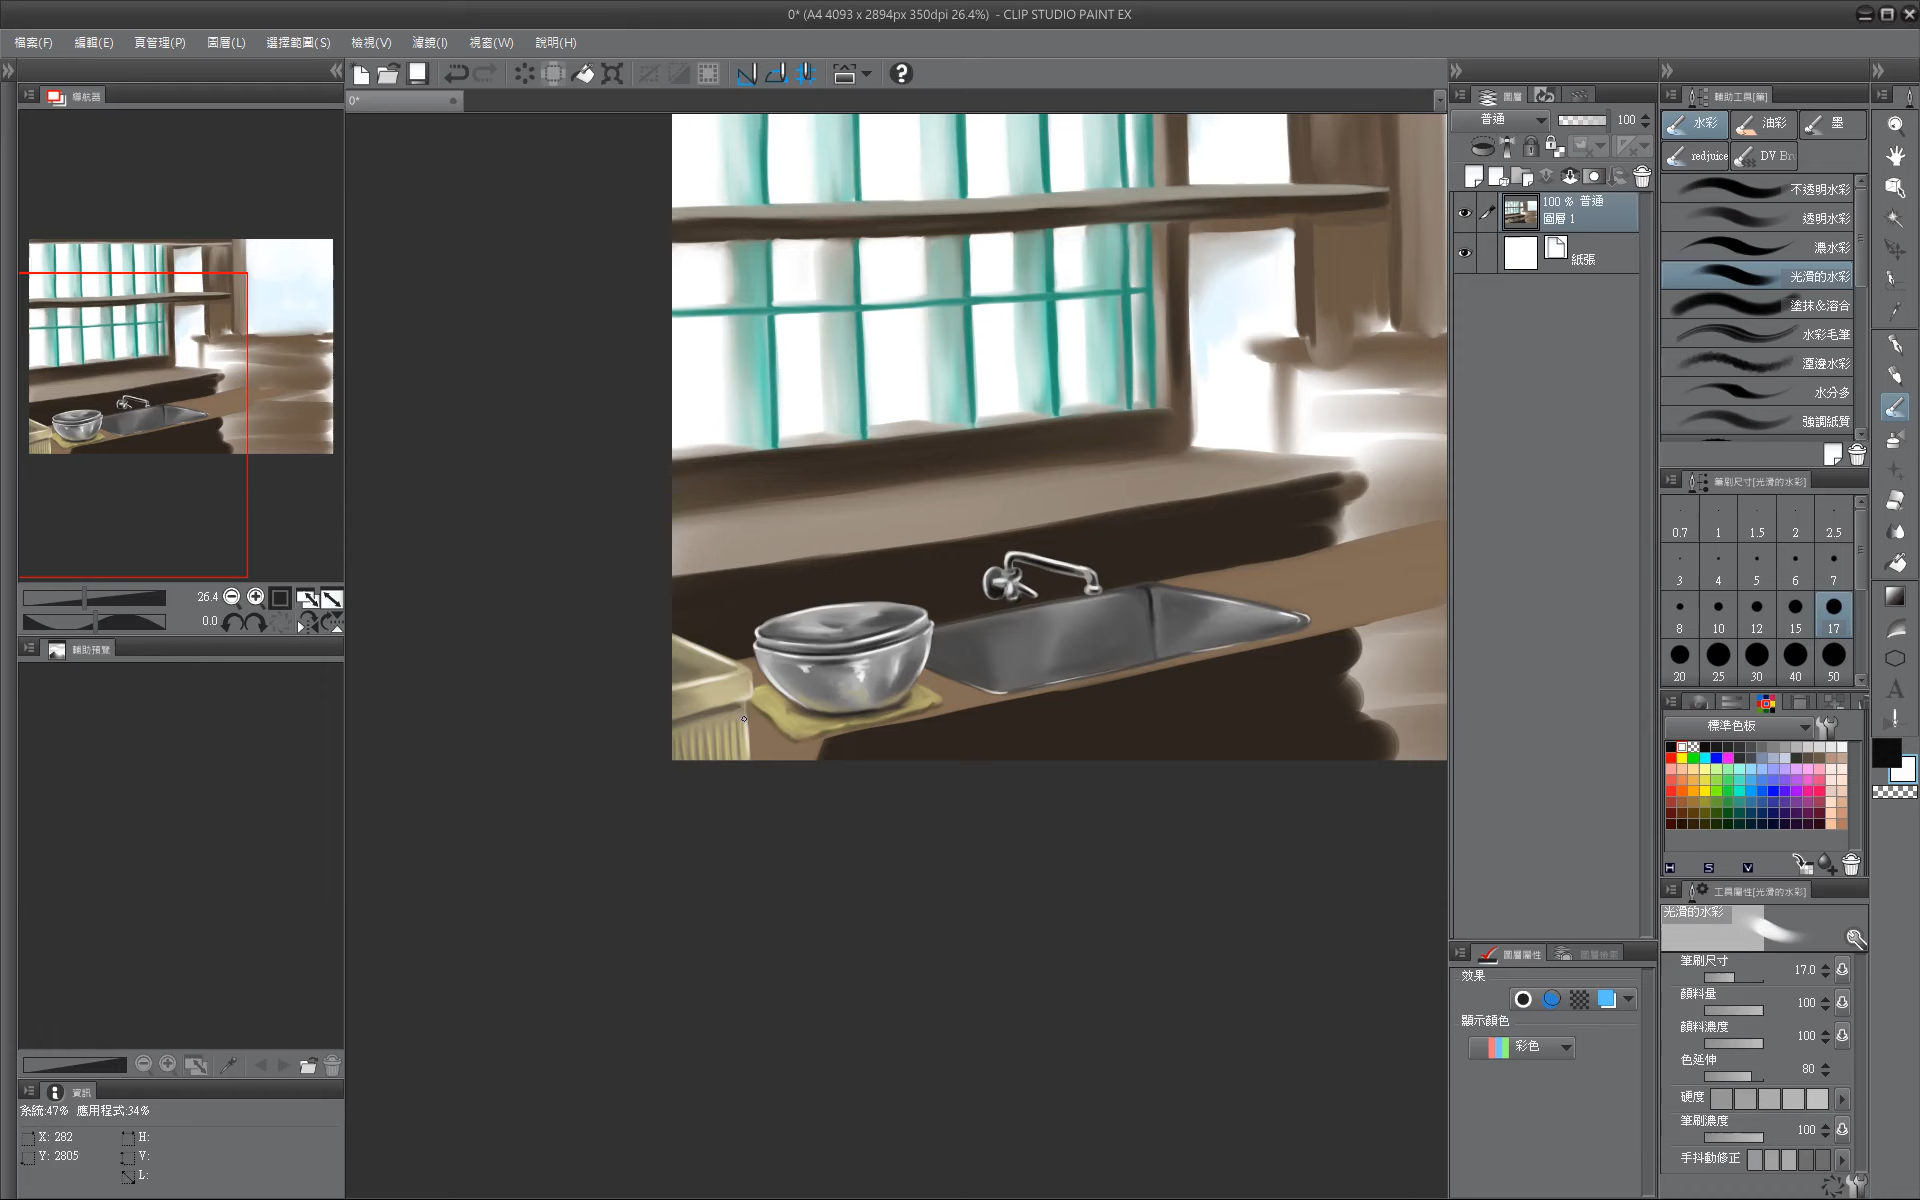 0* (A4 4093 x 2894px 350dpi 26.4%) - CLIP STUDIO PAINT EX
檔案(F) 編輯(E) 頁管理(P) 圖層(L) 選擇範圍(S) 檢視(V) 濾鏡(I) 視窗(W) 說明(H)
導航器
0*
26.4
0.0
輔助預覽
資訊
系統:47% 應用程式:34%
X: 282 H:
Y: 2805 V:
L:
圖層
普通 100
100 % 普通
圖層 1
紙張
圖層屬性 圖層檢索
效果
顯示顏色
彩色
輔助工具[筆]
水彩 油彩 墨
redjuice DV Br
不透明水彩
透明水彩
濃水彩
光滑的水彩
塗抹&溶合
水彩毛筆
溼邊水彩
水分多
強調紙質
筆刷尺寸[光滑的水彩]
0.7 1 1.5 2 2.5
3 4 5 6 7
8 10 12 15 17
20 25 30 40 50
標準色板
H S V
工具屬性[光滑的水彩]
光滑的水彩
筆刷尺寸 17.0
顏料量 100
顏料濃度 100
色延伸 80
硬度
筆刷濃度 100
手抖動修正